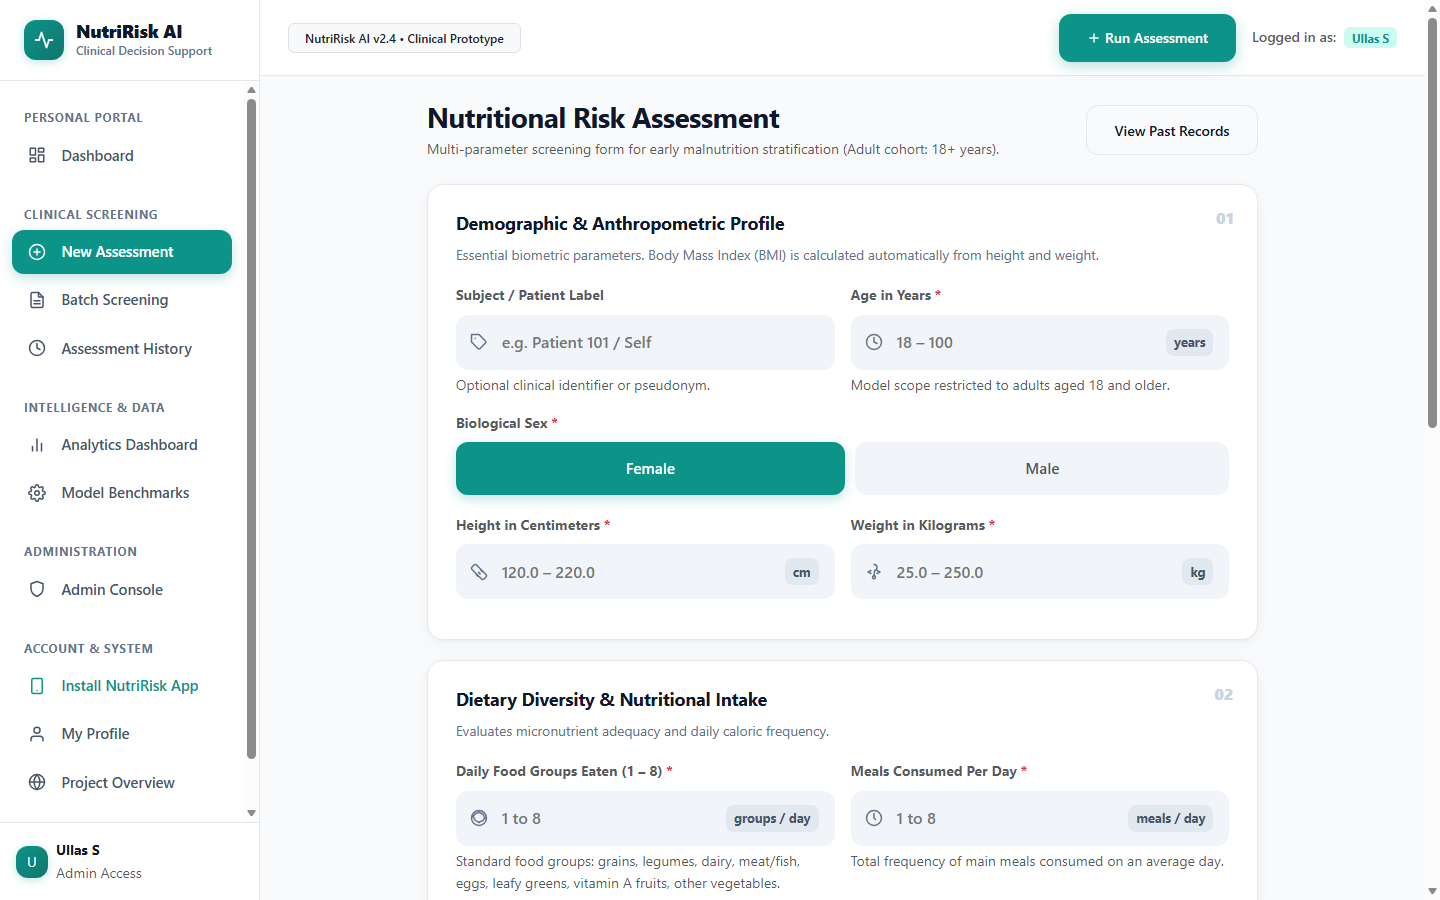 NutriRisk AI
Clinical Decision Support
PERSONAL PORTAL
Dashboard
CLINICAL SCREENING
New Assessment
Batch Screening
Assessment History
INTELLIGENCE & DATA
Analytics Dashboard
Model Benchmarks
ADMINISTRATION
Admin Console
ACCOUNT & SYSTEM
Install NutriRisk App
My Profile
Project Overview
U
Ullas S
Admin Access
NutriRisk AI v2.4 • Clinical Prototype
+ Run Assessment
Logged in as: Ullas S
Nutritional Risk Assessment
Multi-parameter screening form for early malnutrition stratification (Adult cohort: 18+ years).
View Past Records
Demographic & Anthropometric Profile
01
Essential biometric parameters. Body Mass Index (BMI) is calculated automatically from height and weight.
Subject / Patient Label
e.g. Patient 101 / Self
Optional clinical identifier or pseudonym.
Age in Years *
18 – 100
years
Model scope restricted to adults aged 18 and older.
Biological Sex *
Female
Male
Height in Centimeters *
120.0 – 220.0
cm
Weight in Kilograms *
25.0 – 250.0
kg
Dietary Diversity & Nutritional Intake
02
Evaluates micronutrient adequacy and daily caloric frequency.
Daily Food Groups Eaten (1 – 8) *
1 to 8
groups / day
Standard food groups: grains, legumes, dairy, meat/fish,
eggs, leafy greens, vitamin A fruits, other vegetables.
Meals Consumed Per Day *
1 to 8
meals / day
Total frequency of main meals consumed on an average day.